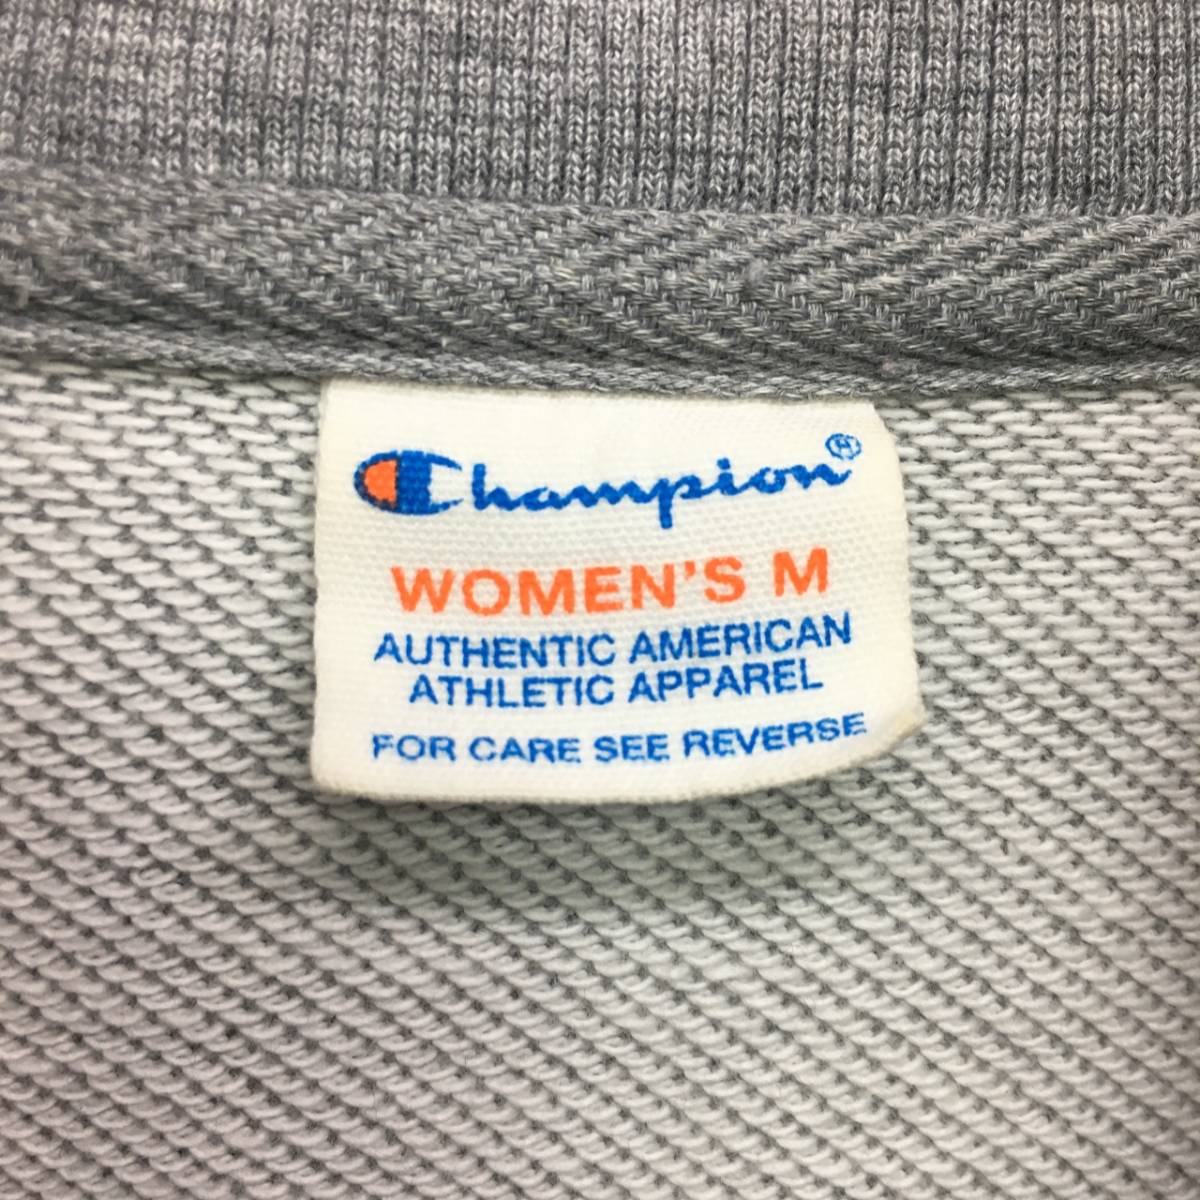 Champion®
WOMEN'S M
AUTHENTIC AMERICAN
ATHLETIC APPAREL
FOR CARE SEE REVERSE